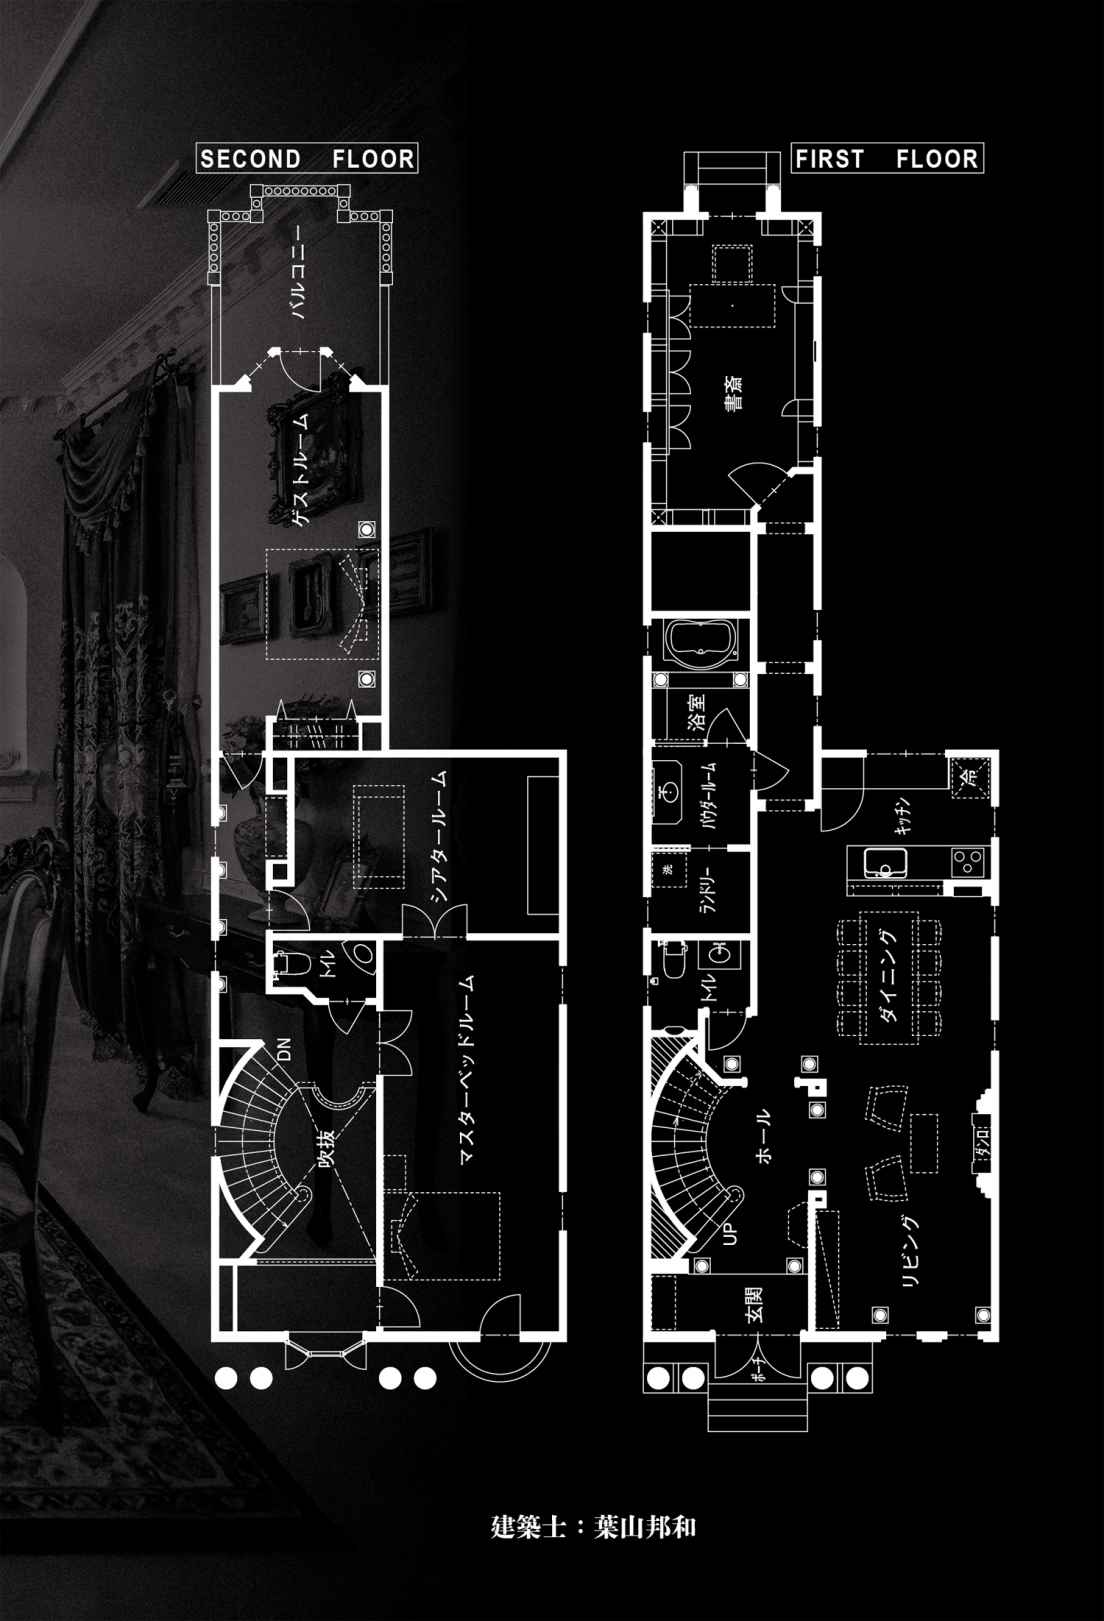 SECOND FLOOR
バルコニー
ゲストルーム
シアタールーム
トイレ
DN
吹抜
マスターベッドルーム
FIRST FLOOR
書斎
浴室
パウダールーム
洗
ランドリー
トイレ
冷
キッチン
ダイニング
ホール
UP
ダンロ
リビング
玄関
ポーチ
建築士：葉山邦和